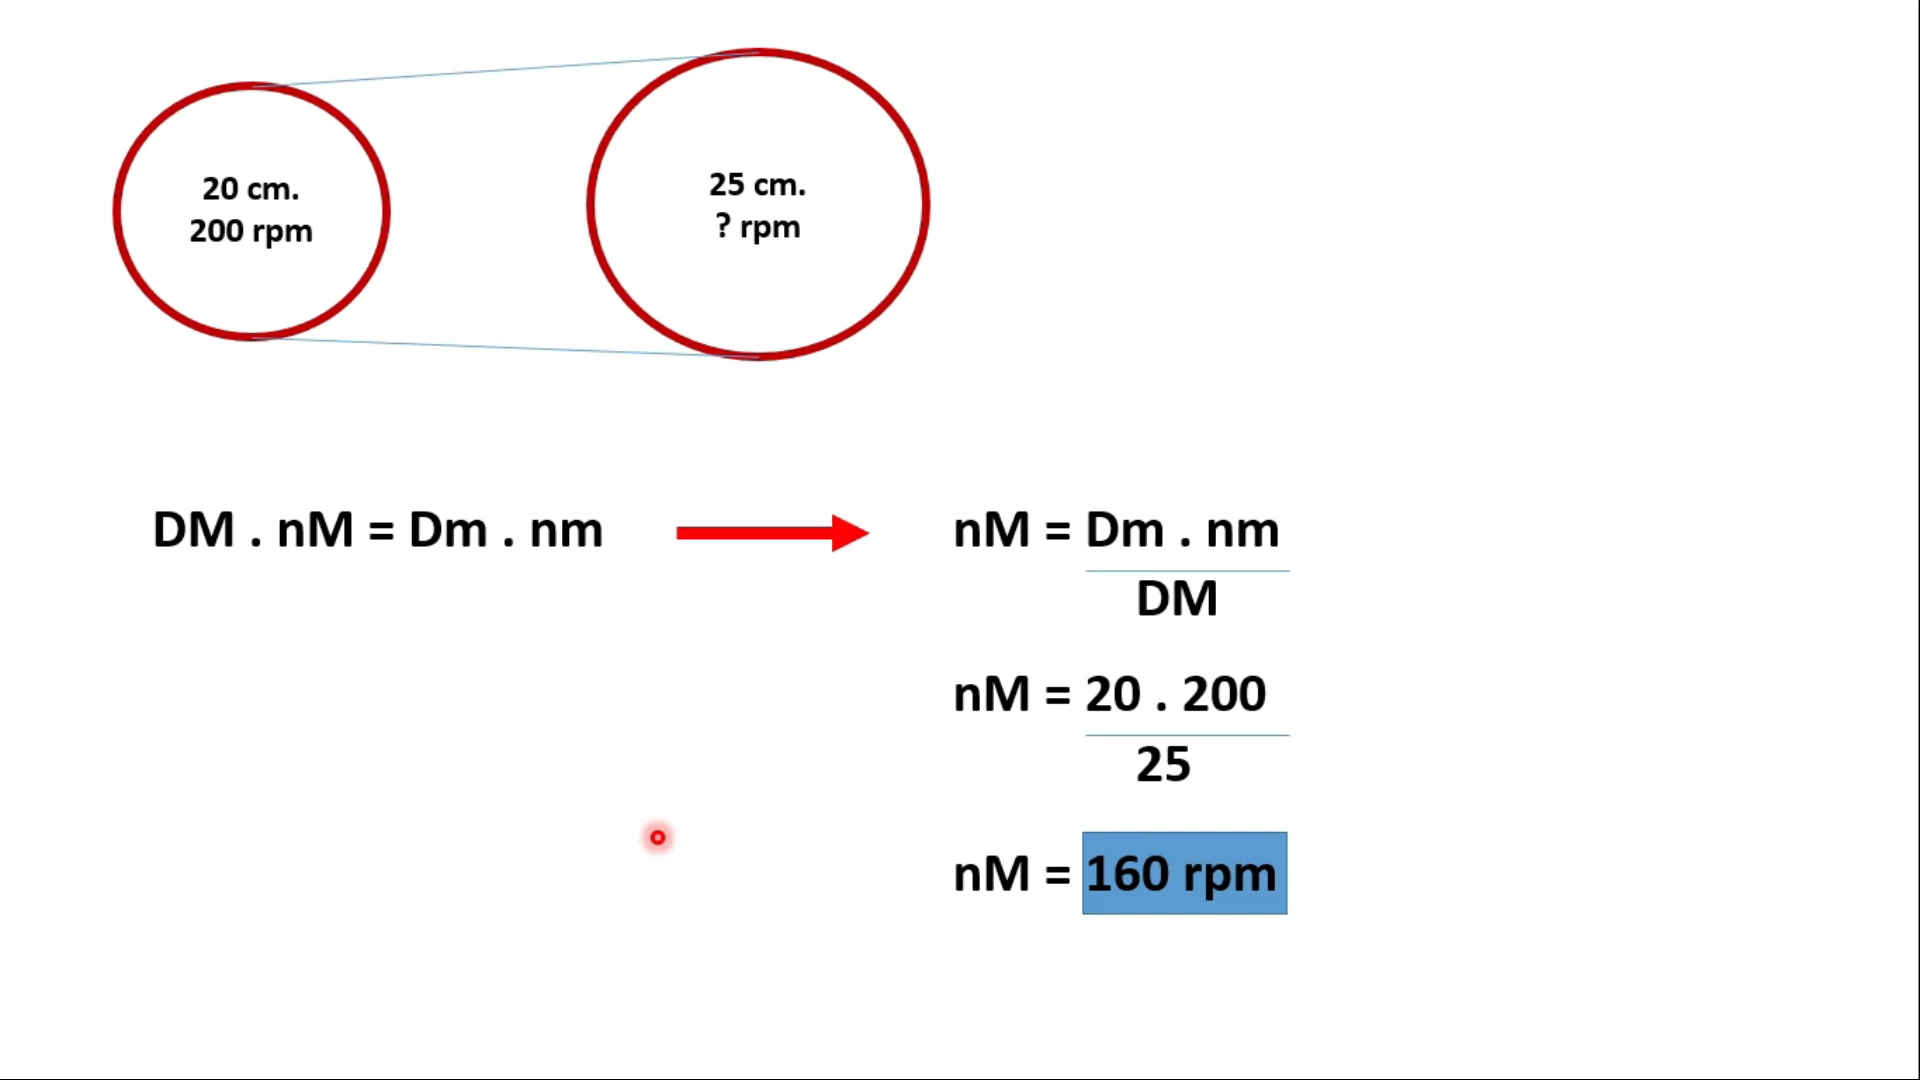 20 cm.
200 rpm
25 cm.
? rpm
DM . nM = Dm . nm
nM = Dm . nm
DM
nM = 20 . 200
25
nM = 160 rpm